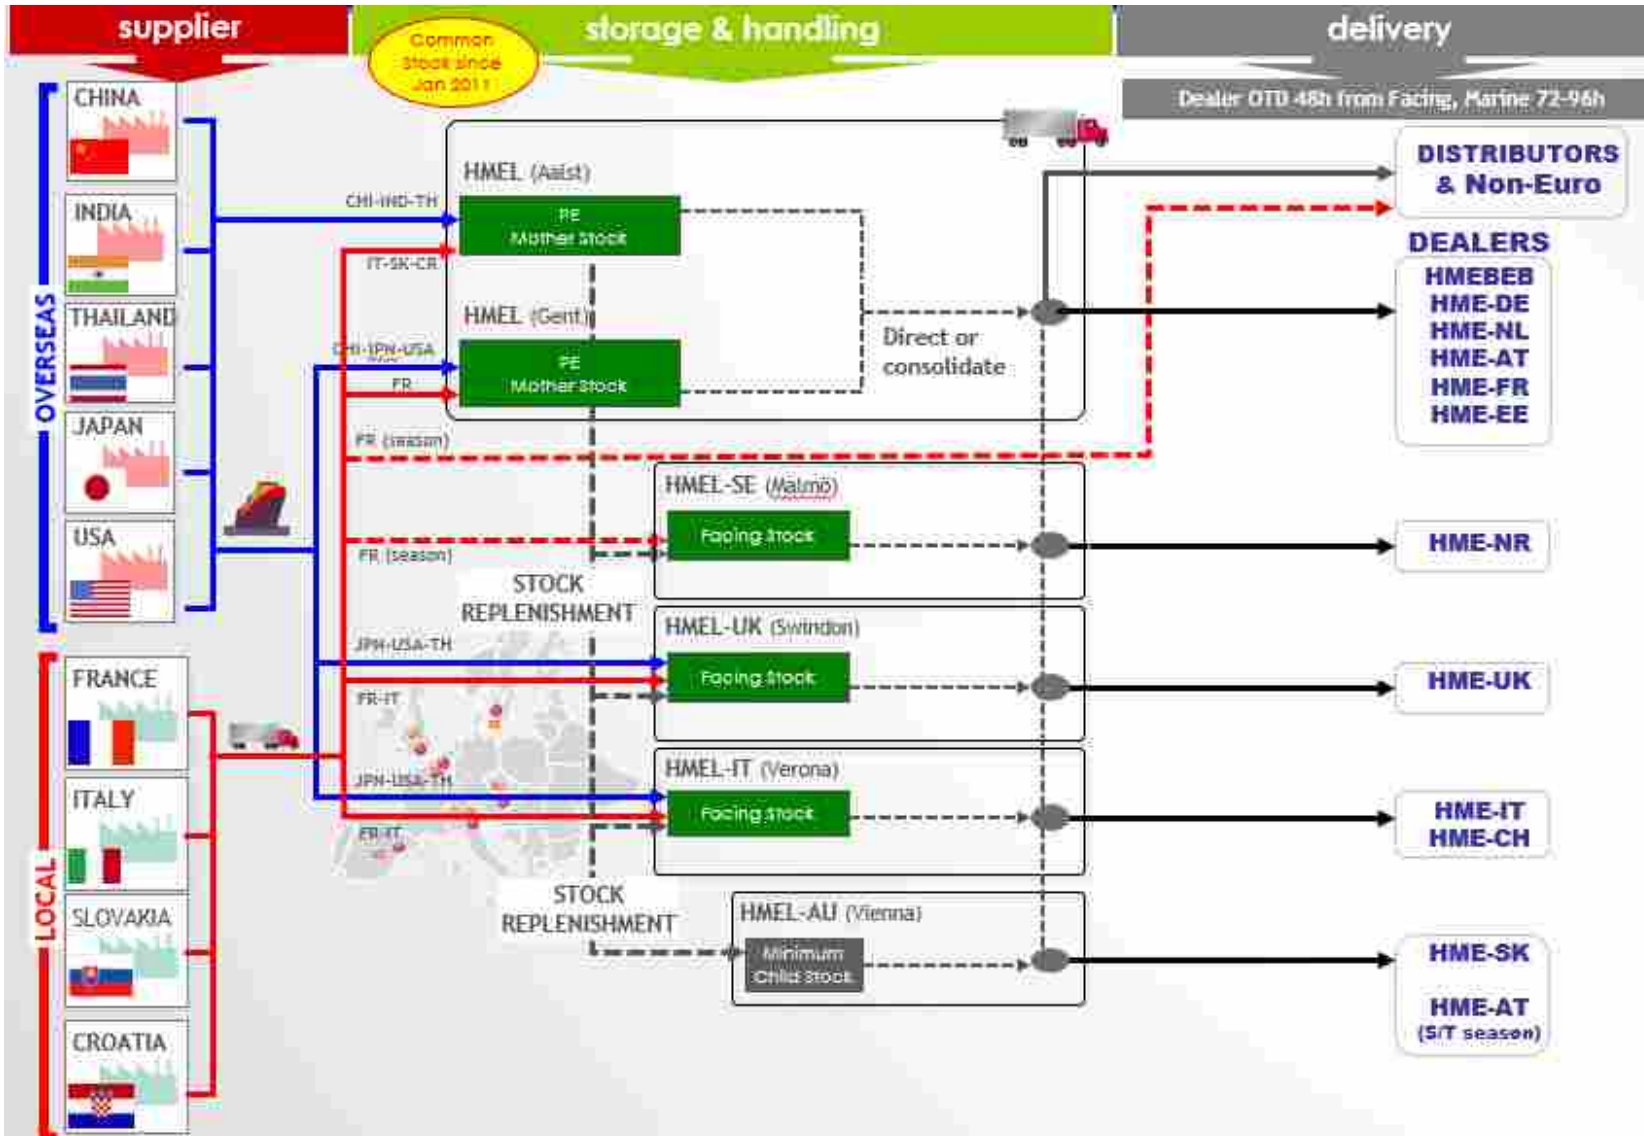 supplier
storage & handling
delivery
Common
Stock since
Jan 2011
Dealer OTD 48h from Facing, Marine 72-96h
OVERSEAS
CHINA
INDIA
THAILAND
JAPAN
USA
LOCAL
FRANCE
ITALY
SLOVAKIA
CROATIA
CHI-IND-TH
IT-SK-CR
CHI-JPN-USA
FR
FR (season)
FR (season)
JPN-USA-TH
FR-IT
JPN-USA-TH
FR-IT
HMEL (Aalst)
PE
Mother Stock
HMEL (Gent)
PE
Mother Stock
Direct or
consolidate
HMEL-SE (Malmö)
Facing Stock
STOCK
REPLENISHMENT
HMEL-UK (Swindon)
Facing Stock
HMEL-IT (Verona)
Facing Stock
STOCK
REPLENISHMENT
HMEL-AU (Vienna)
Minimum
Child Stock
DISTRIBUTORS
& Non-Euro
DEALERS
HMEBEB
HME-DE
HME-NL
HME-AT
HME-FR
HME-EE
HME-NR
HME-UK
HME-IT
HME-CH
HME-SK
HME-AT
(S/T season)